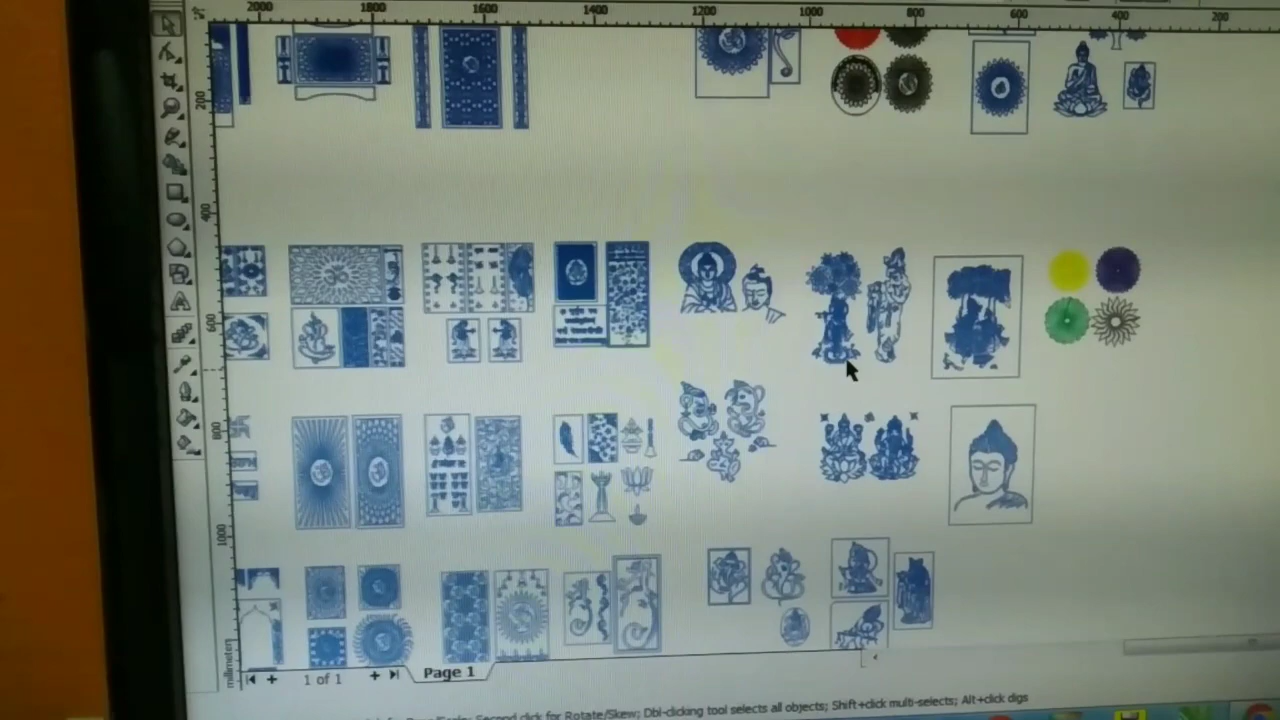 2000 1800 1600 1400 1200 1000 800 600 400 200
200
400
600
800
1000
millimeters
1 of 1
Page 1
Second click for Rotate/Skew; Dbl-clicking tool selects all objects; Shift+click multi-selects; Alt+click digs